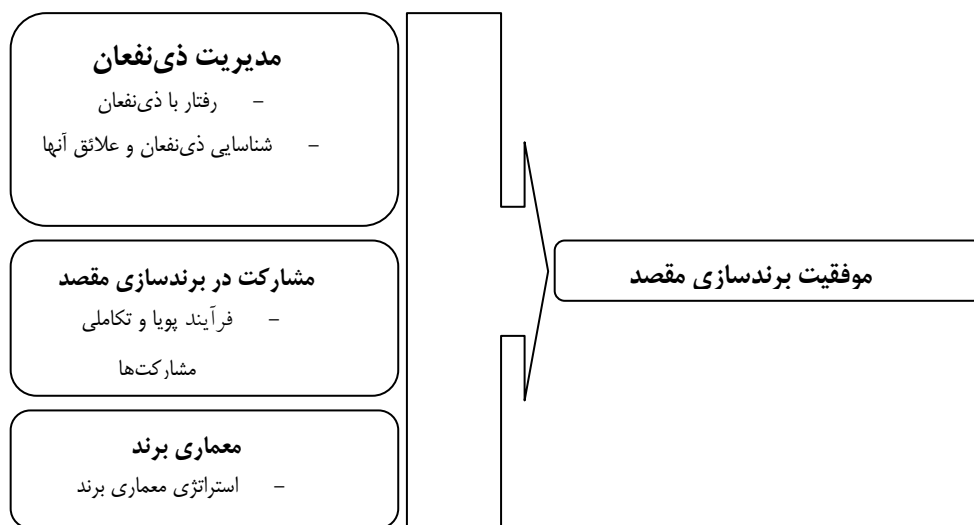 مدیریت ذی‌نفعان
- رفتار با ذی‌نفعان
- شناسایی ذی‌نفعان و علائق آنها
مشارکت در برندسازی مقصد
- فرآیند پویا و تکاملی
مشارکت‌ها
معماری برند
- استراتژی معماری برند
موفقیت برندسازی مقصد